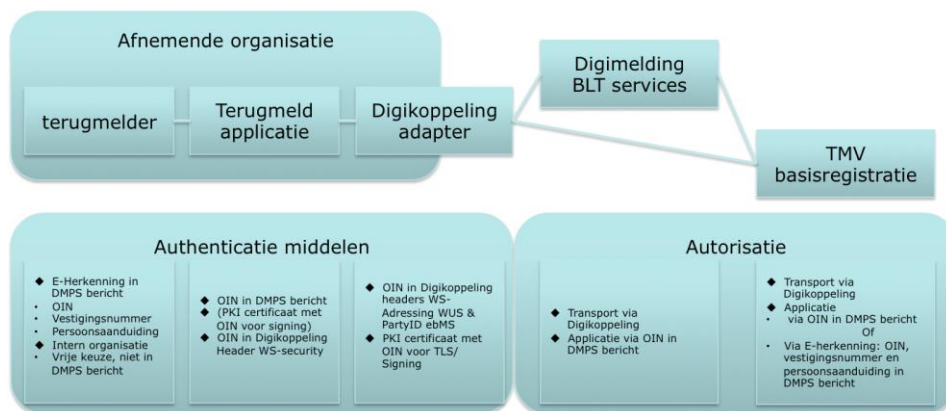 Afnemende organisatie
terugmelder
Terugmeld
applicatie
Digikoppeling
adapter
Digimelding
BLT services
TMV
basisregistratie
Authenticatie middelen
◆ E-Herkenning in
DMPS bericht
• OIN
• Vestigingsnummer
• Persoonsaanduiding
◆ Intern organisatie
• Vrije keuze, niet in
DMPS bericht
◆ OIN in DMPS bericht
◆ (PKI certificaat met
OIN voor signing)
◆ OIN in Digikoppeling
Header WS-security
◆ OIN in Digikoppeling
headers WS-
Adressing WUS &
PartyID ebMS
◆ PKI certificaat met
OIN voor TLS/
Signing
Autorisatie
◆ Transport via
Digikoppeling
◆ Applicatie via OIN in
DMPS bericht
◆ Transport via
Digikoppeling
◆ Applicatie
• via OIN in DMPS bericht
Of
• Via E-herkenning: OIN,
vestigingsnummer en
persoonsaanduiding in
DMPS bericht